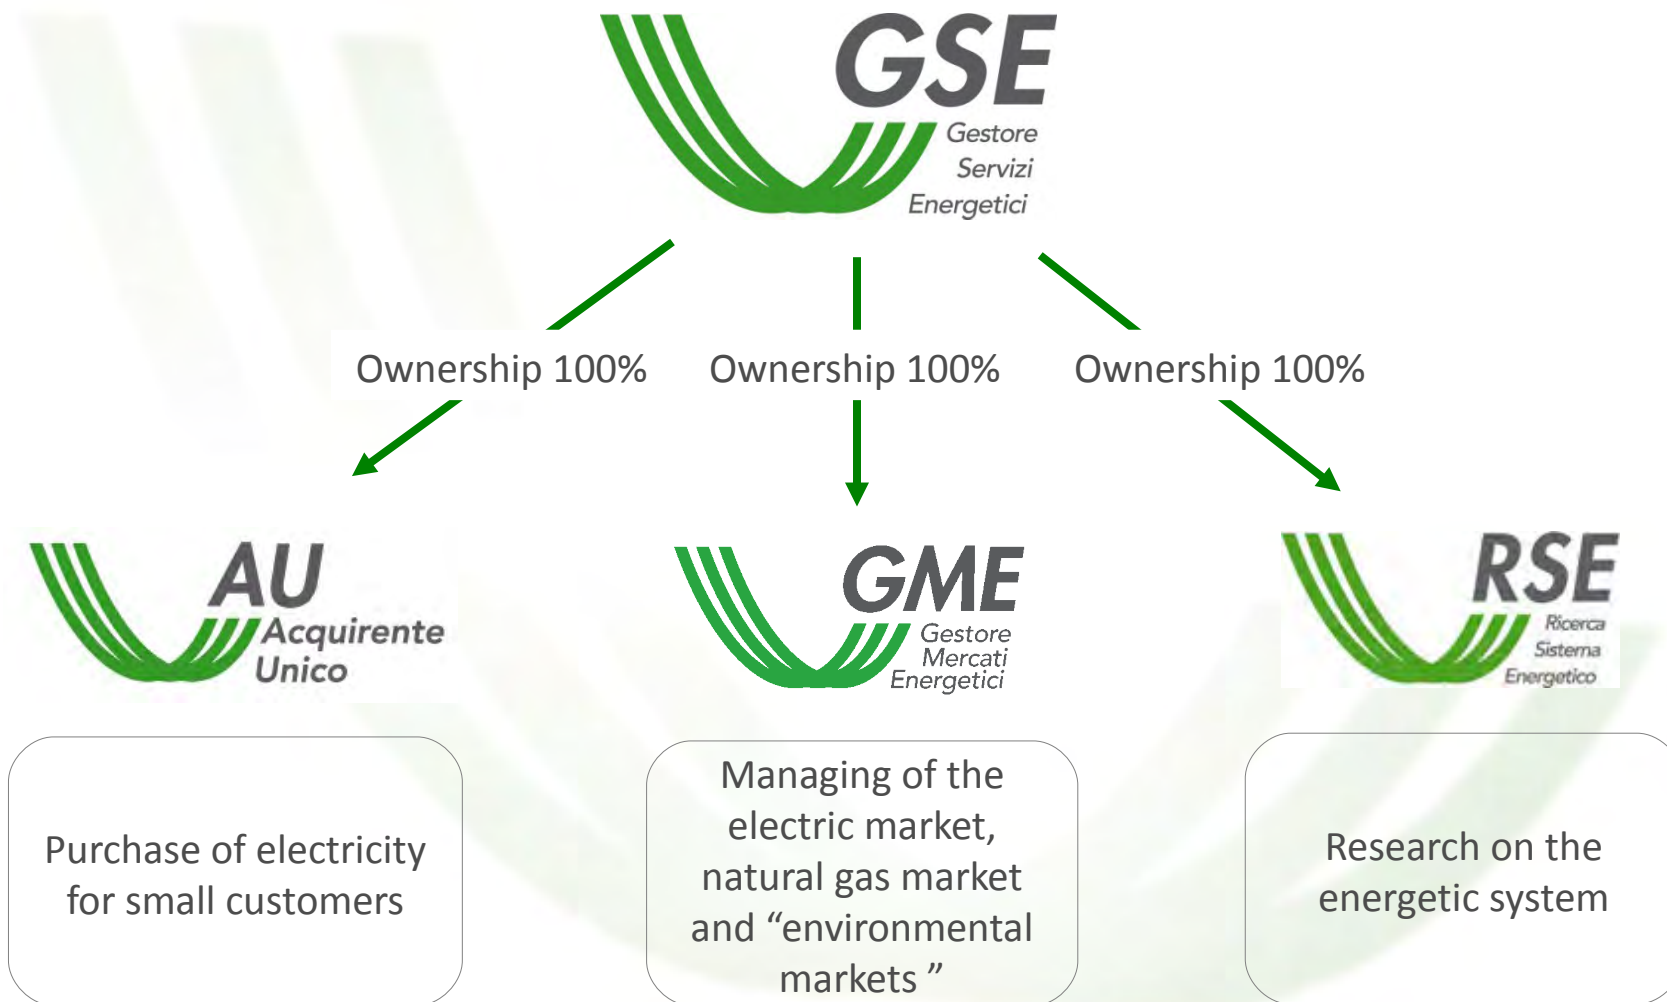 GSE
Gestore
Servizi
Energetici
Ownership 100%
Ownership 100%
Ownership 100%
AU
Acquirente
Unico
GME
Gestore
Mercati
Energetici
RSE
Ricerca
Sistema
Energetico
Purchase of electricity
for small customers
Managing of the
electric market,
natural gas market
and “environmental
markets ”
Research on the
energetic system